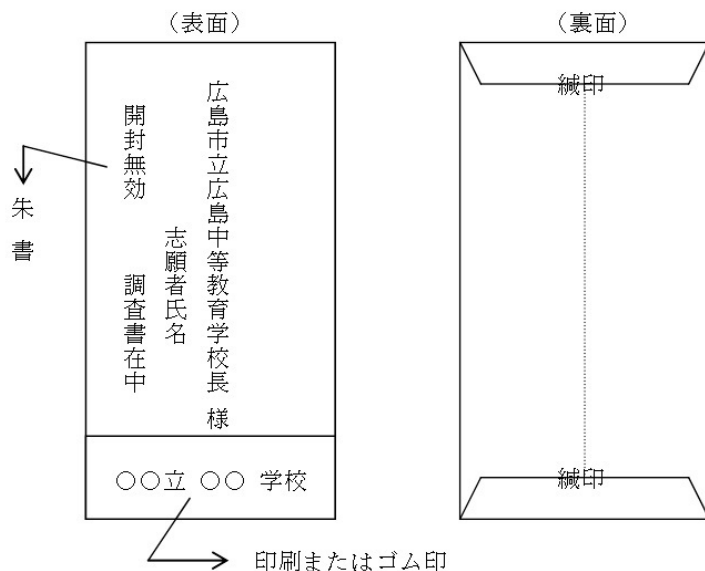 （表面）
広島市立広島中等教育学校長 様
志願者氏名
開封無効 調査書在中
朱書
○○立 ○○ 学校
印刷またはゴム印
（裏面）
緘印
緘印